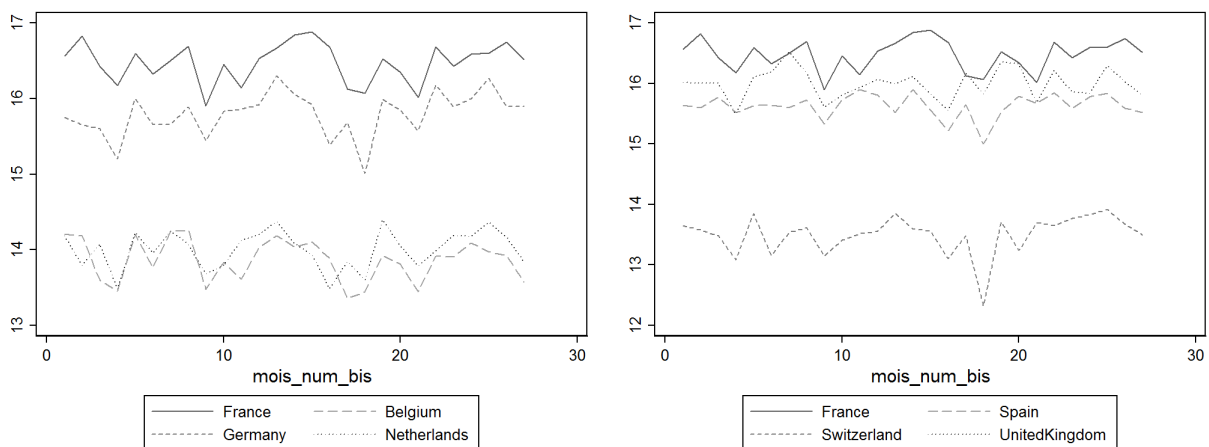 17
16
15
14
13
0 10 20 30
mois_num_bis
France Belgium
Germany Netherlands
17
16
15
14
13
12
0 10 20 30
mois_num_bis
France Spain
Switzerland UnitedKingdom